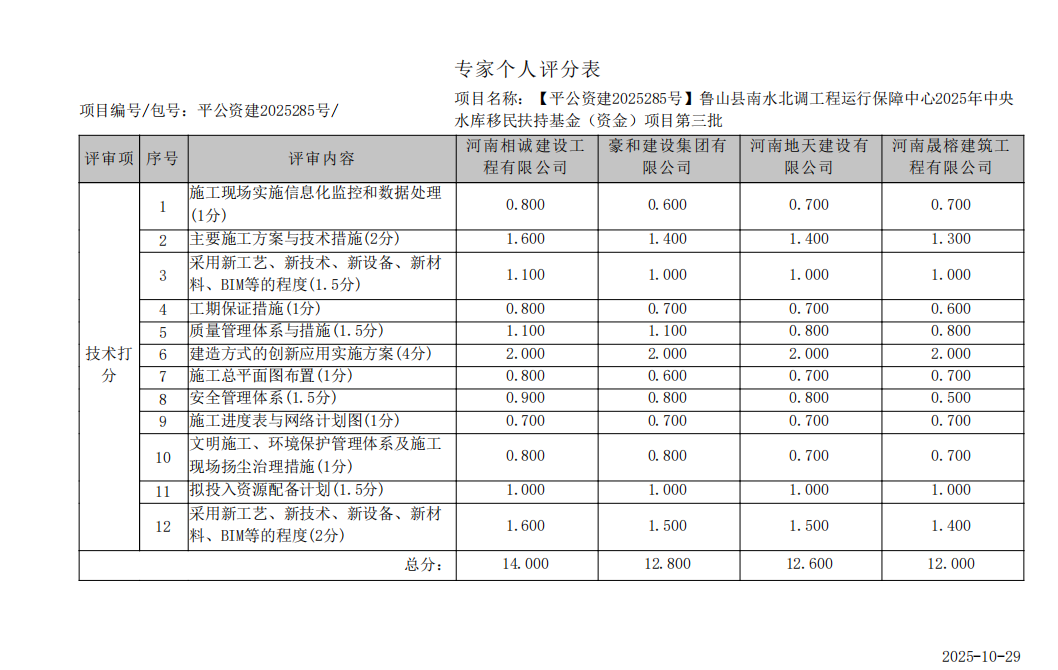 专家个人评分表
项目编号/包号: 平公资建2025285号/
项目名称: 【平公资建2025285号】鲁山县南水北调工程运行保障中心2025年中央
水库移民扶持基金（资金）项目第三批
评审项 序号 评审内容 河南相诚建设工程有限公司 豪和建设集团有限公司 河南地天建设有限公司 河南晟榕建筑工程有限公司
技术打分
1 施工现场实施信息化监控和数据处理(1分) 0.800 0.600 0.700 0.700
2 主要施工方案与技术措施(2分) 1.600 1.400 1.400 1.300
3 采用新工艺、新技术、新设备、新材料、BIM等的程度(1.5分) 1.100 1.000 1.000 1.000
4 工期保证措施(1分) 0.800 0.700 0.700 0.600
5 质量管理体系与措施(1.5分) 1.100 1.100 0.800 0.800
6 建造方式的创新应用实施方案(4分) 2.000 2.000 2.000 2.000
7 施工总平面图布置(1分) 0.800 0.600 0.700 0.700
8 安全管理体系(1.5分) 0.900 0.800 0.800 0.500
9 施工进度表与网络计划图(1分) 0.700 0.700 0.700 0.700
10 文明施工、环境保护管理体系及施工现场扬尘治理措施(1分) 0.800 0.800 0.700 0.700
11 拟投入资源配备计划(1.5分) 1.000 1.000 1.000 1.000
12 采用新工艺、新技术、新设备、新材料、BIM等的程度(2分) 1.600 1.500 1.500 1.400
总分: 14.000 12.800 12.600 12.000
2025-10-29